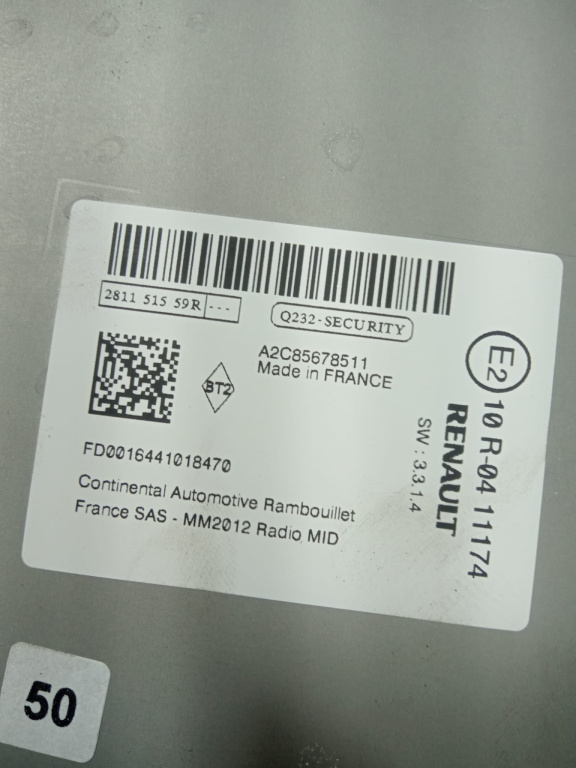 2811 515 59R ---
Q232-SECURITY
A2C85678511
Made in FRANCE
BT2
FD0016441018470
Continental Automotive Rambouillet
France SAS - MM2012 Radio MID
E2
10 R-04 11174
RENAULT
SW : 3.3.1.4
50